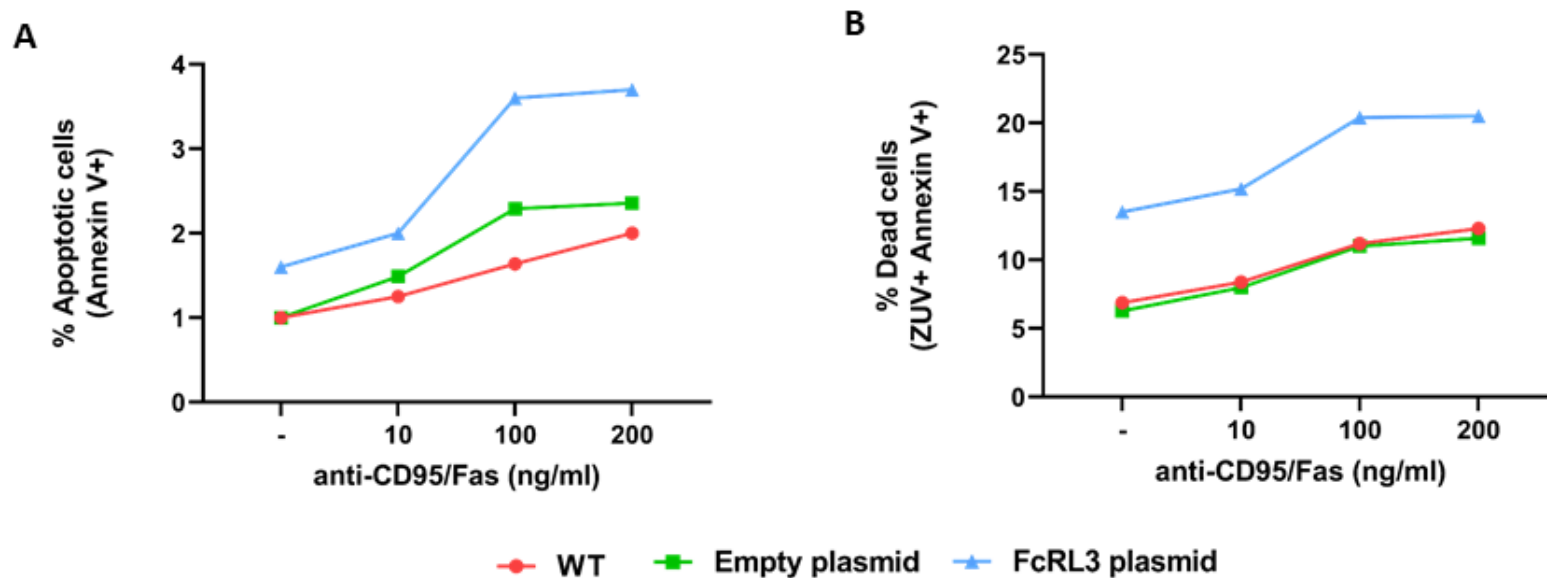 A
% Apoptotic cells
(Annexin V+)
4
3
2
1
0
-
10
100
200
anti-CD95/Fas (ng/ml)
B
% Dead cells
(ZUV+ Annexin V+)
25
20
15
10
5
0
-
10
100
200
anti-CD95/Fas (ng/ml)
WT
Empty plasmid
FcRL3 plasmid